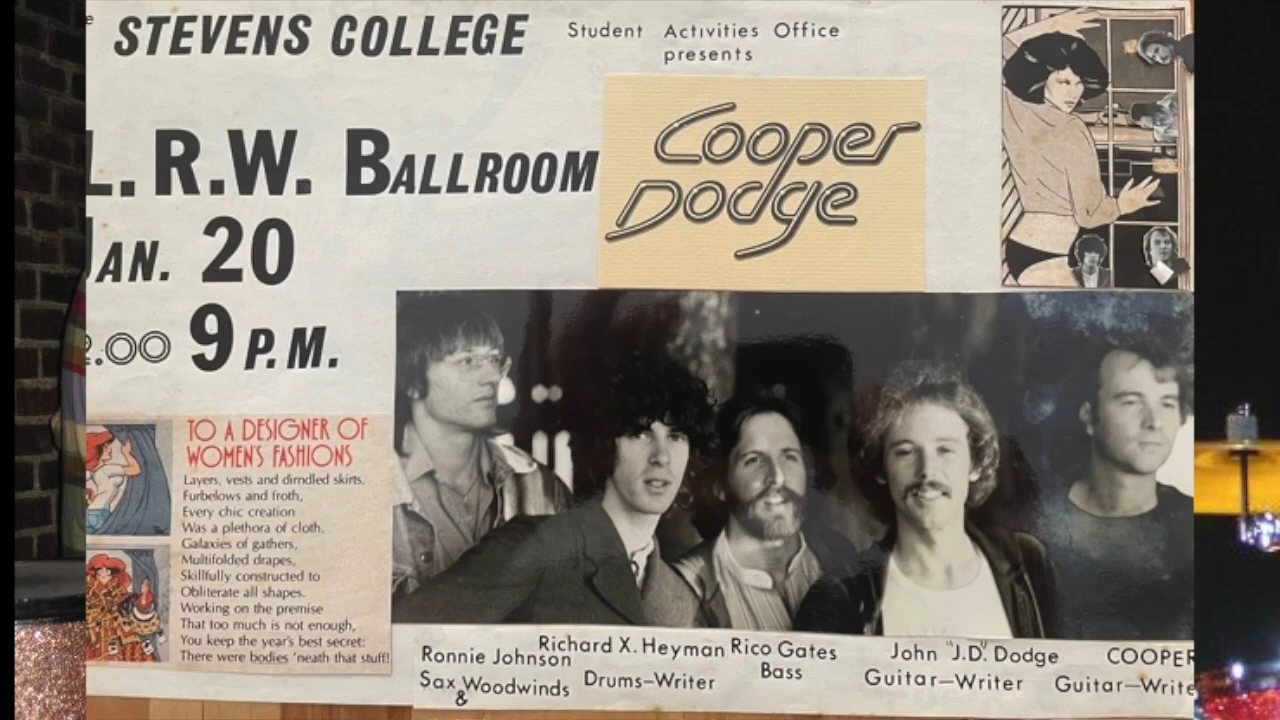 STEVENS COLLEGE
Student Activities Office
presents
L. R.W. BALLROOM
JAN. 20
2.00 9 P.M.
Cooper
Dodge
TO A DESIGNER OF
WOMEN'S FASHIONS
Layers, vests and dirndled skirts,
Furbelows and froth,
Every chic creation
Was a plethora of cloth.
Galaxies of gathers,
Multifolded drapes,
Skillfully constructed to
Obliterate all shapes.
Working on the premise
That too much is not enough,
You keep the year's best secret:
There were bodies 'neath that stuff!
Ronnie Johnson
Sax & Woodwinds
Richard X. Heyman
Drums-Writer
Rico Gates
Bass
John "J.D." Dodge
Guitar-Writer
COOPER
Guitar-Write